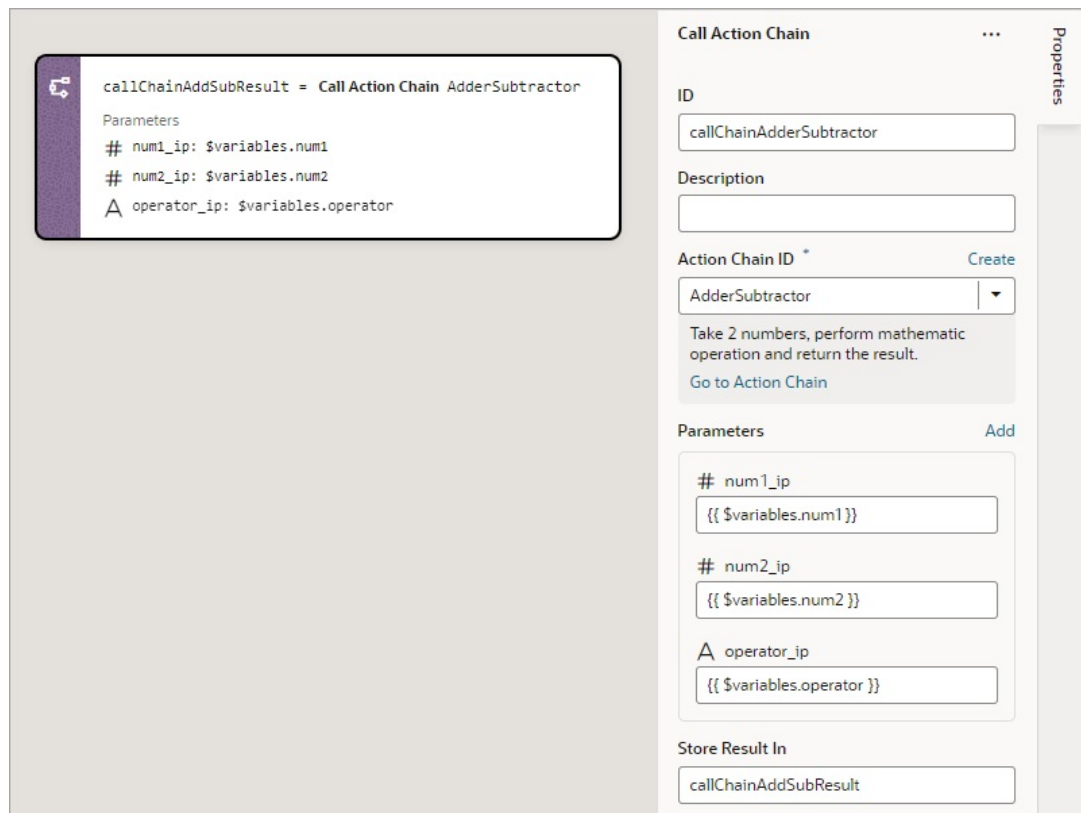 callChainAddSubResult = Call Action Chain AdderSubtractor
Parameters
# num1_ip: $variables.num1
# num2_ip: $variables.num2
A operator_ip: $variables.operator
Call Action Chain ...
Properties
ID
callChainAdderSubtractor
Description
Action Chain ID * Create
AdderSubtractor
Take 2 numbers, perform mathematic
operation and return the result.
Go to Action Chain
Parameters Add
# num1_ip
{{ $variables.num1 }}
# num2_ip
{{ $variables.num2 }}
A operator_ip
{{ $variables.operator }}
Store Result In
callChainAddSubResult